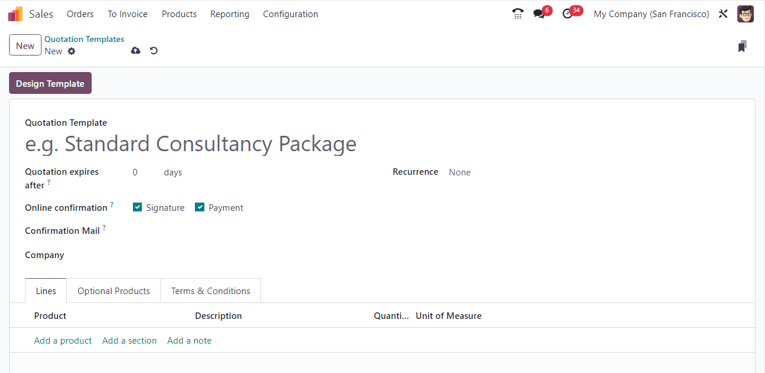 Sales Orders To Invoice Products Reporting Configuration 6 34 My Company (San Francisco)
New Quotation Templates
New
Design Template
Quotation Template
e.g. Standard Consultancy Package
Quotation expires after ? 0 days Recurrence None
Online confirmation ? Signature Payment
Confirmation Mail ?
Company
Lines Optional Products Terms & Conditions
Product Description Quanti... Unit of Measure
Add a product Add a section Add a note